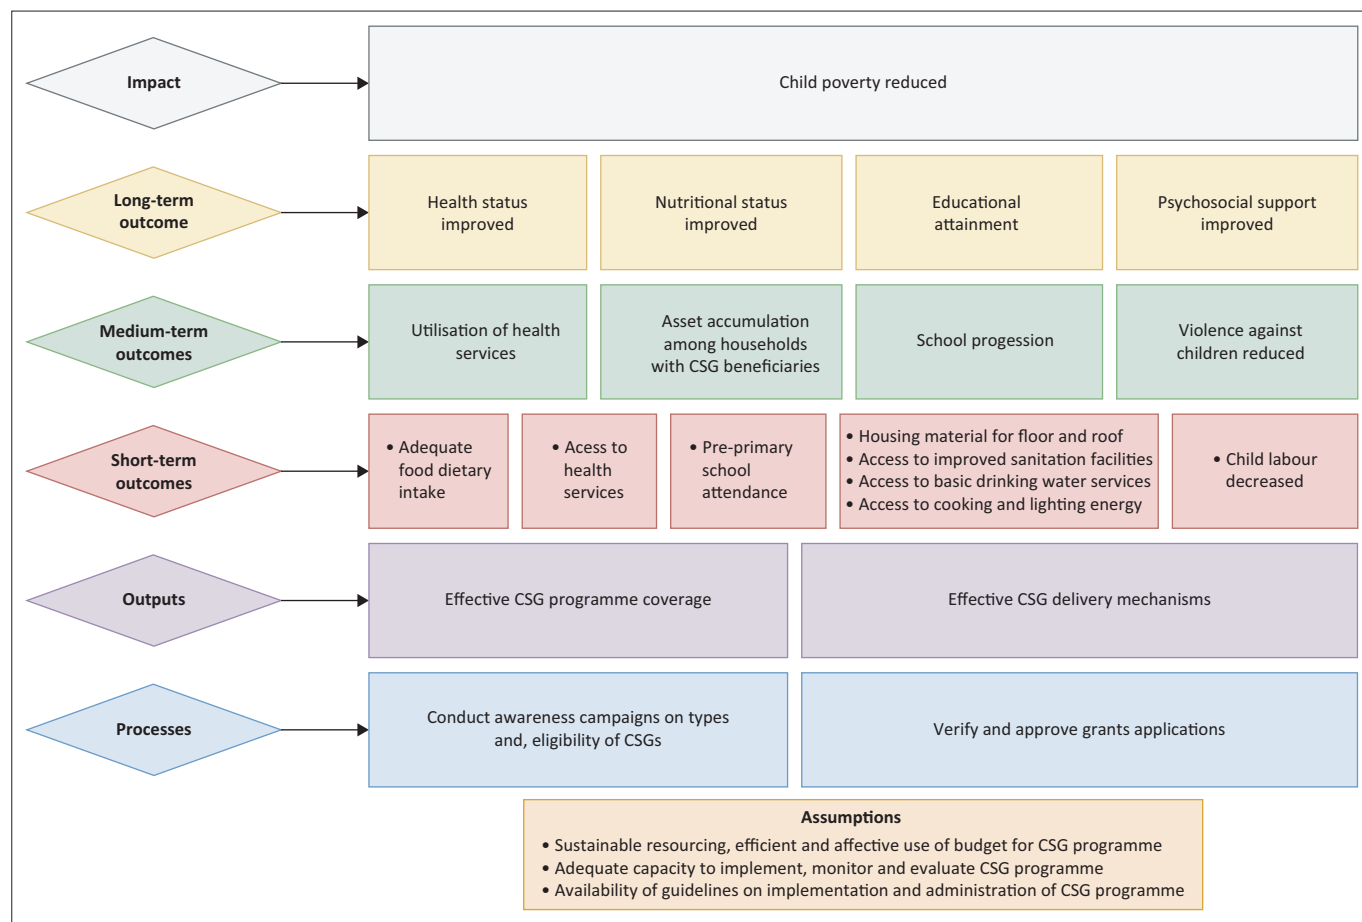 Impact
Child poverty reduced
Long-term
outcome
Health status
improved
Nutritional status
improved
Educational
attainment
Psychosocial support
improved
Medium-term
outcomes
Utilisation of health
services
Asset accumulation
among households
with CSG beneficiaries
School progession
Violence against
children reduced
Short-term
outcomes
• Adequate
food dietary
intake
• Acess to
health
services
• Pre-primary
school
attendance
• Housing material for floor and roof
• Access to improved sanitation facilities
• Access to basic drinking water services
• Access to cooking and lighting energy
• Child labour
decreased
Outputs
Effective CSG programme coverage
Effective CSG delivery mechanisms
Processes
Conduct awareness campaigns on types
and, eligibility of CSGs
Verify and approve grants applications
Assumptions
• Sustainable resourcing, efficient and affective use of budget for CSG programme
• Adequate capacity to implement, monitor and evaluate CSG programme
• Availability of guidelines on implementation and administration of CSG programme